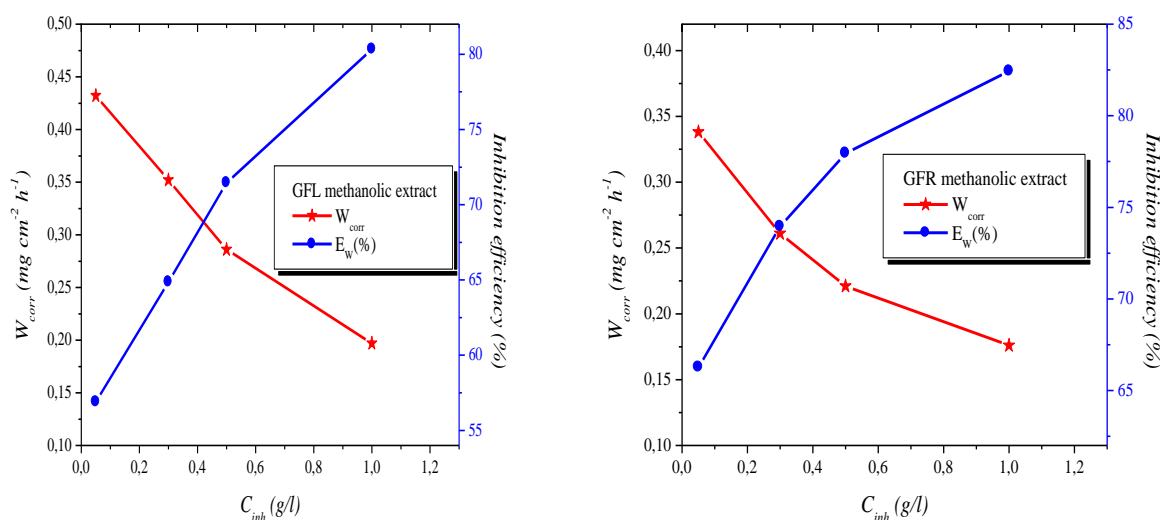 0,50
0,45
0,40
0,35
0,30
0,25
0,20
0,15
0,10
W_corr (mg cm⁻² h⁻¹)
80
75
70
65
60
55
Inhibition efficiency (%)
GFL methanolic extract
W_corr
E_W(%)
0,0 0,2 0,4 0,6 0,8 1,0 1,2
C_inh (g/l)
0,40
0,35
0,30
0,25
0,20
0,15
0,10
W_corr (mg cm⁻² h⁻¹)
85
80
75
70
65
Inhibition efficiency (%)
GFR methanolic extract
W_corr
E_W(%)
0,0 0,2 0,4 0,6 0,8 1,0 1,2
C_inh (g/l)